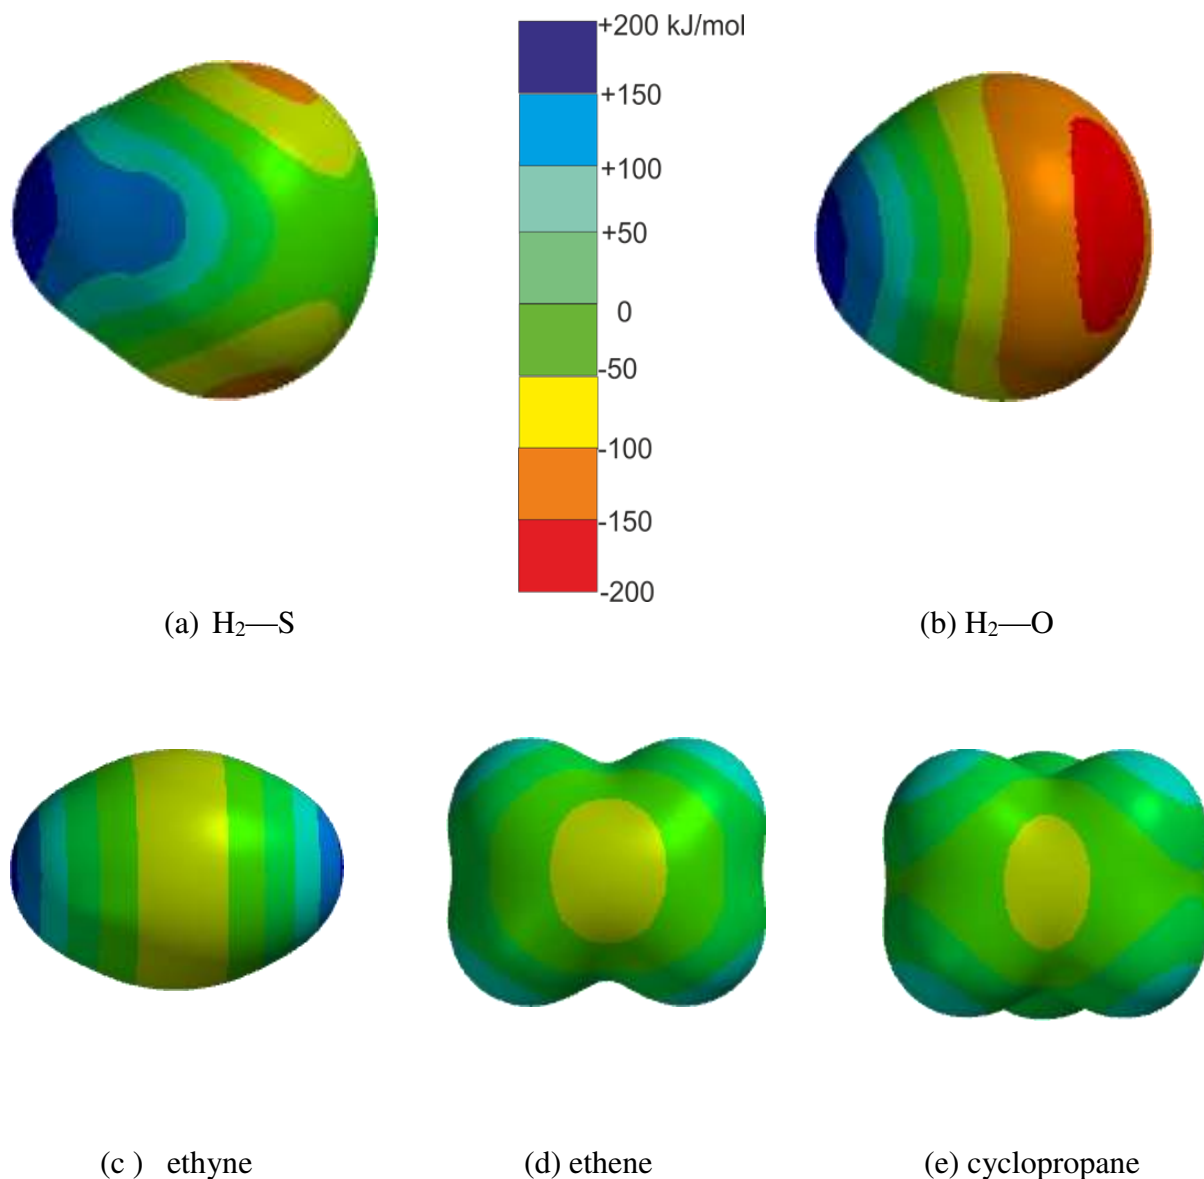 +200 kJ/mol
+150
+100
+50
0
-50
-100
-150
-200
(a) H₂—S
(b) H₂—O
(c ) ethyne
(d) ethene
(e) cyclopropane